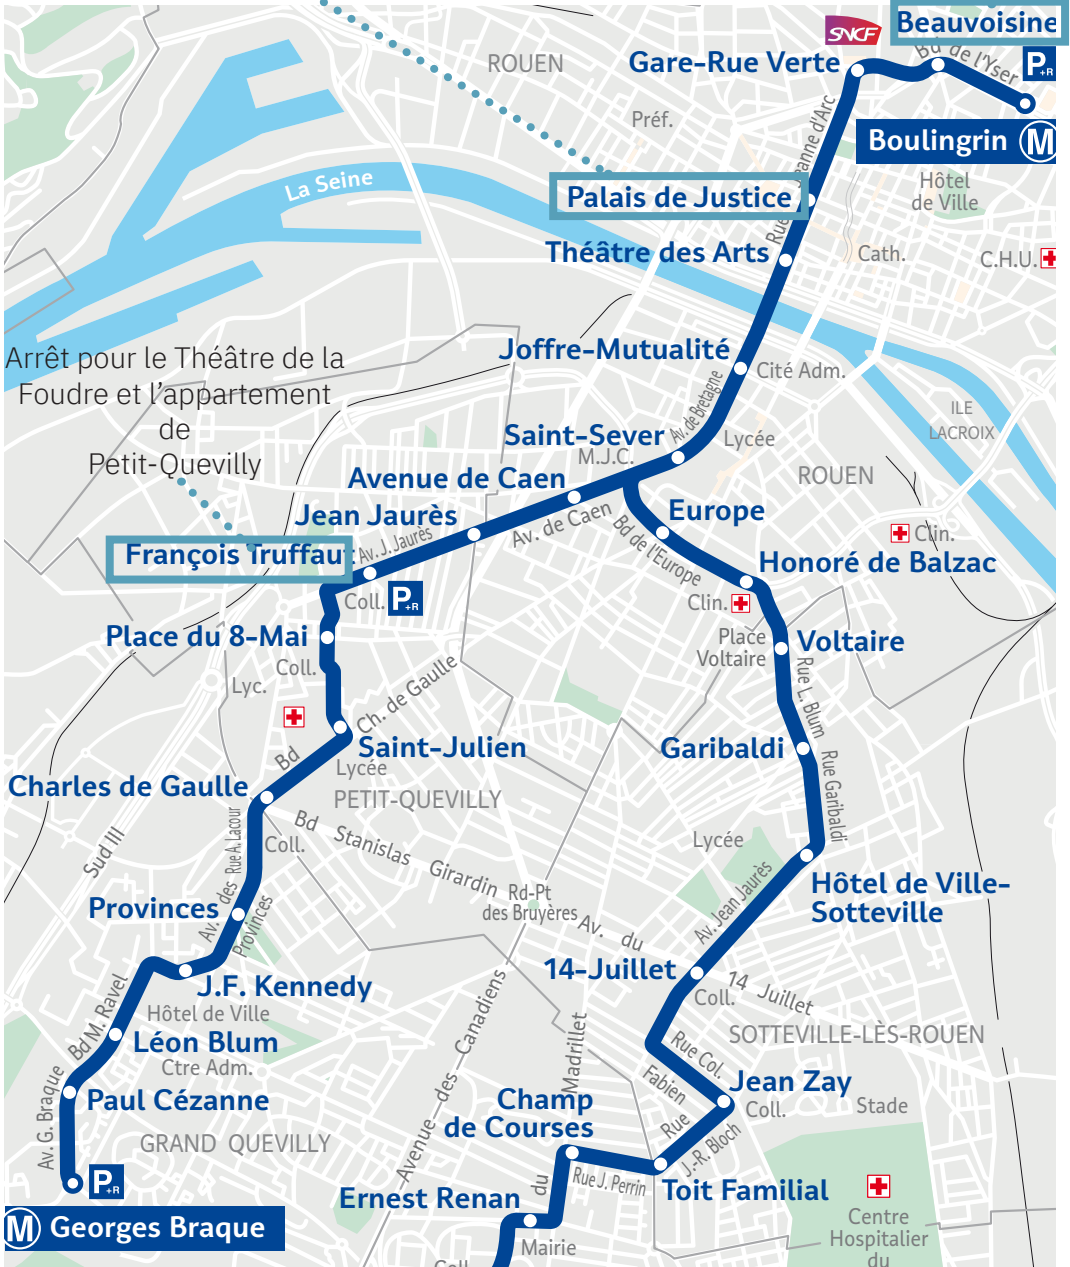 Beauvoisine
SNCF
ROUEN
Gare-Rue Verte
Bd de l'Yser
P+R
Préf.
Rue Jeanne d'Arc
Boulingrin M
La Seine
Palais de Justice
Hôtel
de Ville
Théâtre des Arts
Cath.
C.H.U.
Arrêt pour le Théâtre de la
Foudre et l'appartement
de
Petit-Quevilly
Joffre-Mutualité
Cité Adm.
Av. de Bretagne
ILE
LACROIX
Saint-Sever
Lycée
M.J.C.
ROUEN
Avenue de Caen
Jean Jaurès
Av. de Caen
Europe
Clin.
Av. J. Jaurès
François Truffaut
Bd de l'Europe
Honoré de Balzac
Coll.
P+R
Clin.
Place du 8-Mai
Place
Voltaire
Voltaire
Coll.
Lyc.
Ch. de Gaulle
Rue L. Blum
Saint-Julien
Garibaldi
Bd
Lycée
Charles de Gaulle
PETIT-QUEVILLY
Rue Garibaldi
Bd Stanislas Girardin
Rue A. Lacour
Coll.
Sud III
Lycée
Hôtel de Ville-
Sotteville
Rd-Pt
des Bruyères
Av. Jean Jaurès
Provinces
Av. des
Provinces
Av. du
14 Juillet
14-Juillet
J.F. Kennedy
Coll.
Hôtel de Ville
Bd M. Ravel
SOTTEVILLE-LÈS-ROUEN
Léon Blum
Ctre Adm.
Rue Col.
Fabien
Jean Zay
Coll.
Stade
Paul Cézanne
Av. G. Braque
Avenue des Canadiens
Champ
de Courses
du
Madrillet
Rue
J.-R. Bloch
GRAND QUEVILLY
P+R
Rue J. Perrin
Toit Familial
Ernest Renan
M Georges Braque
Mairie
Centre
Hospitalier
du
Coll.